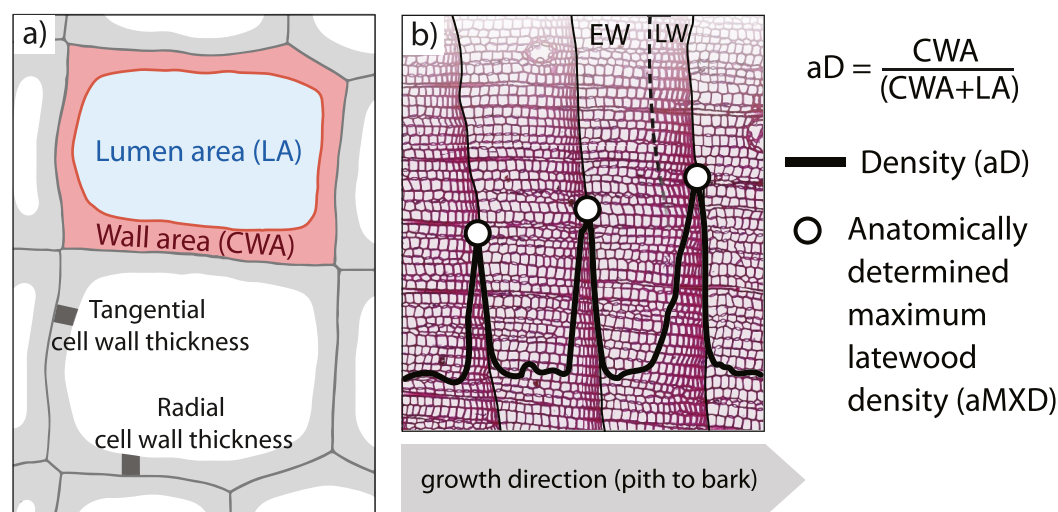 a)
Lumen area (LA)
Wall area (CWA)
Tangential
cell wall thickness
Radial
cell wall thickness
b)
EW
LW
growth direction (pith to bark)
aD = CWA
(CWA+LA)
Density (aD)
Anatomically
determined
maximum
latewood
density (aMXD)